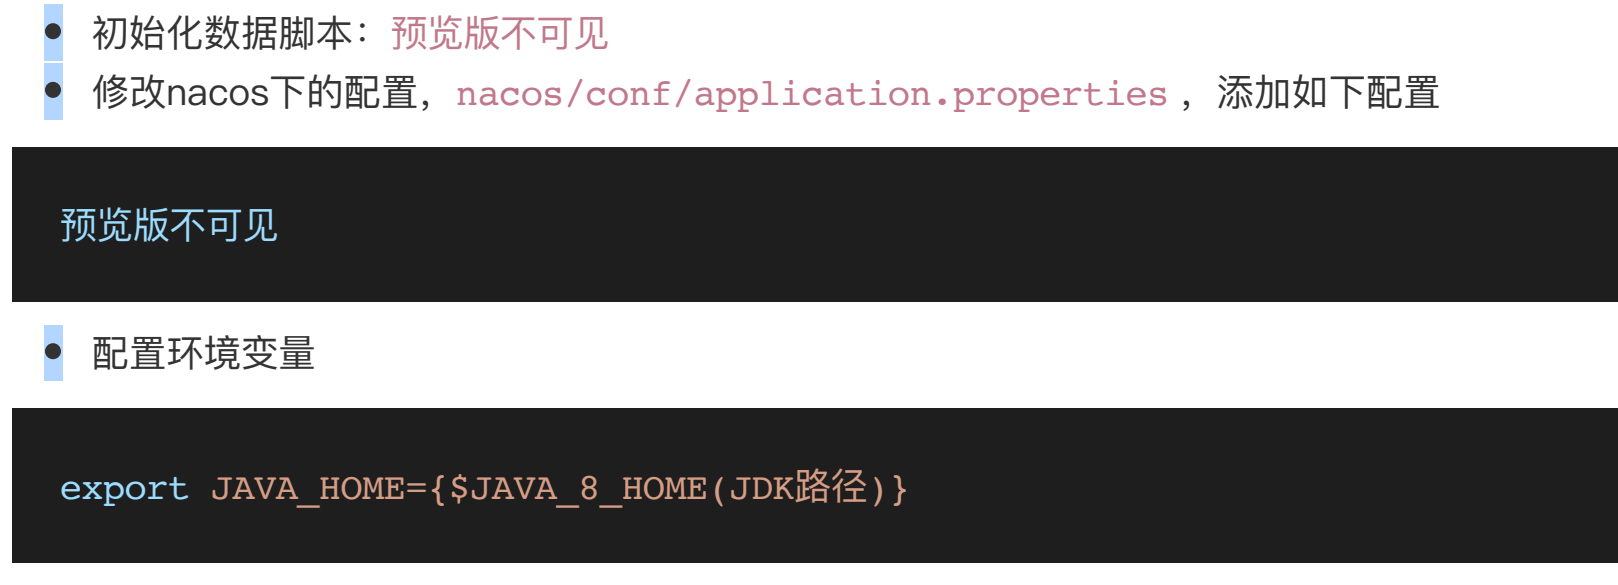 初始化数据脚本：预览版不可见
修改nacos下的配置，nacos/conf/application.properties，添加如下配置
预览版不可见
配置环境变量
export JAVA_HOME={$JAVA_8_HOME(JDK路径)}